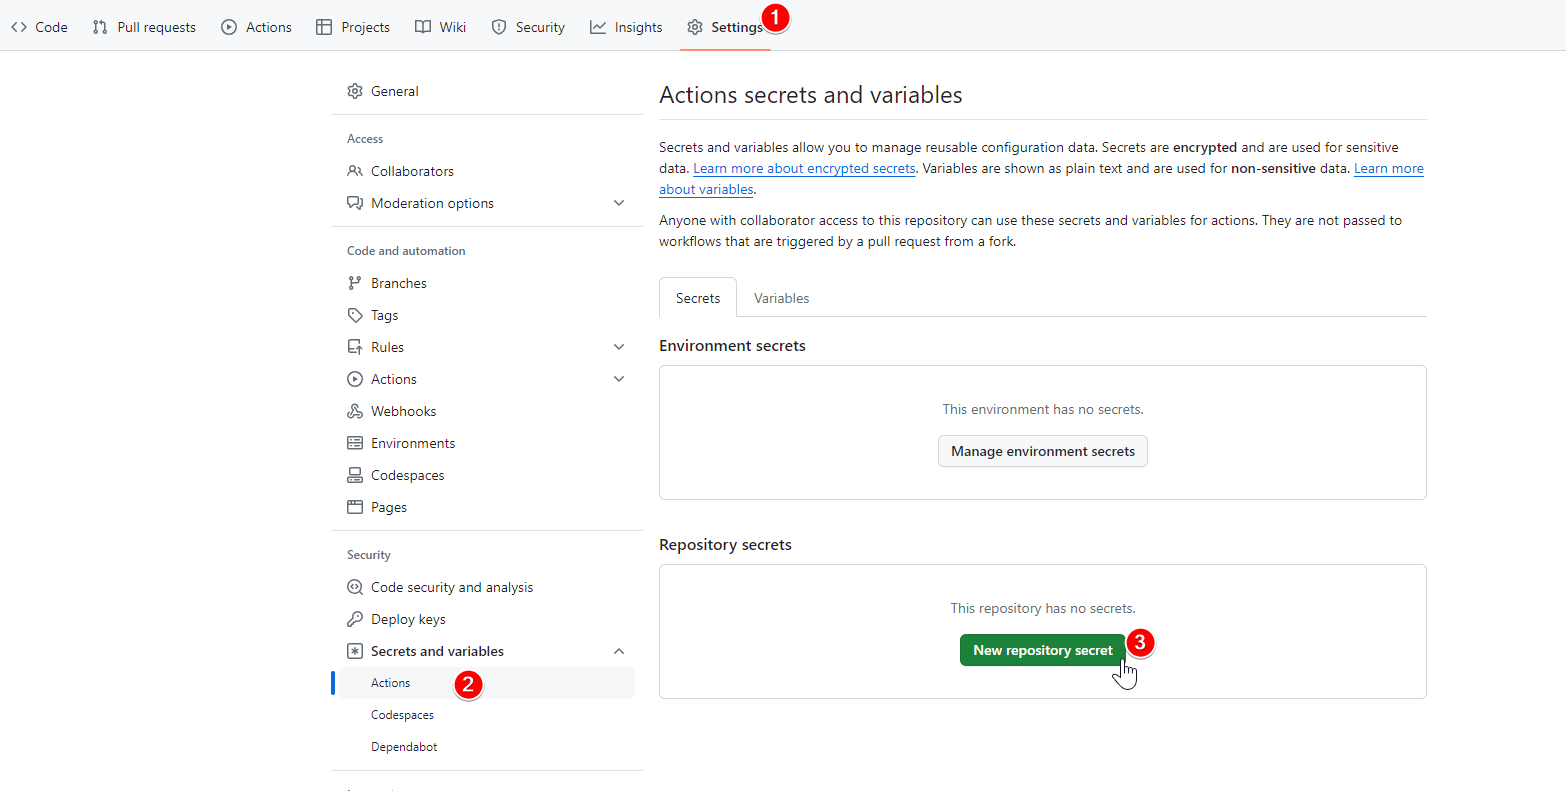 Code
Pull requests
Actions
Projects
Wiki
Security
Insights
Settings
1
General
Access
Collaborators
Moderation options
Code and automation
Branches
Tags
Rules
Actions
Webhooks
Environments
Codespaces
Pages
Security
Code security and analysis
Deploy keys
Secrets and variables
Actions
2
Codespaces
Dependabot
Actions secrets and variables
Secrets and variables allow you to manage reusable configuration data. Secrets are encrypted and are used for sensitive
data. Learn more about encrypted secrets. Variables are shown as plain text and are used for non-sensitive data. Learn more
about variables.
Anyone with collaborator access to this repository can use these secrets and variables for actions. They are not passed to
workflows that are triggered by a pull request from a fork.
Secrets
Variables
Environment secrets
This environment has no secrets.
Manage environment secrets
Repository secrets
This repository has no secrets.
New repository secret
3